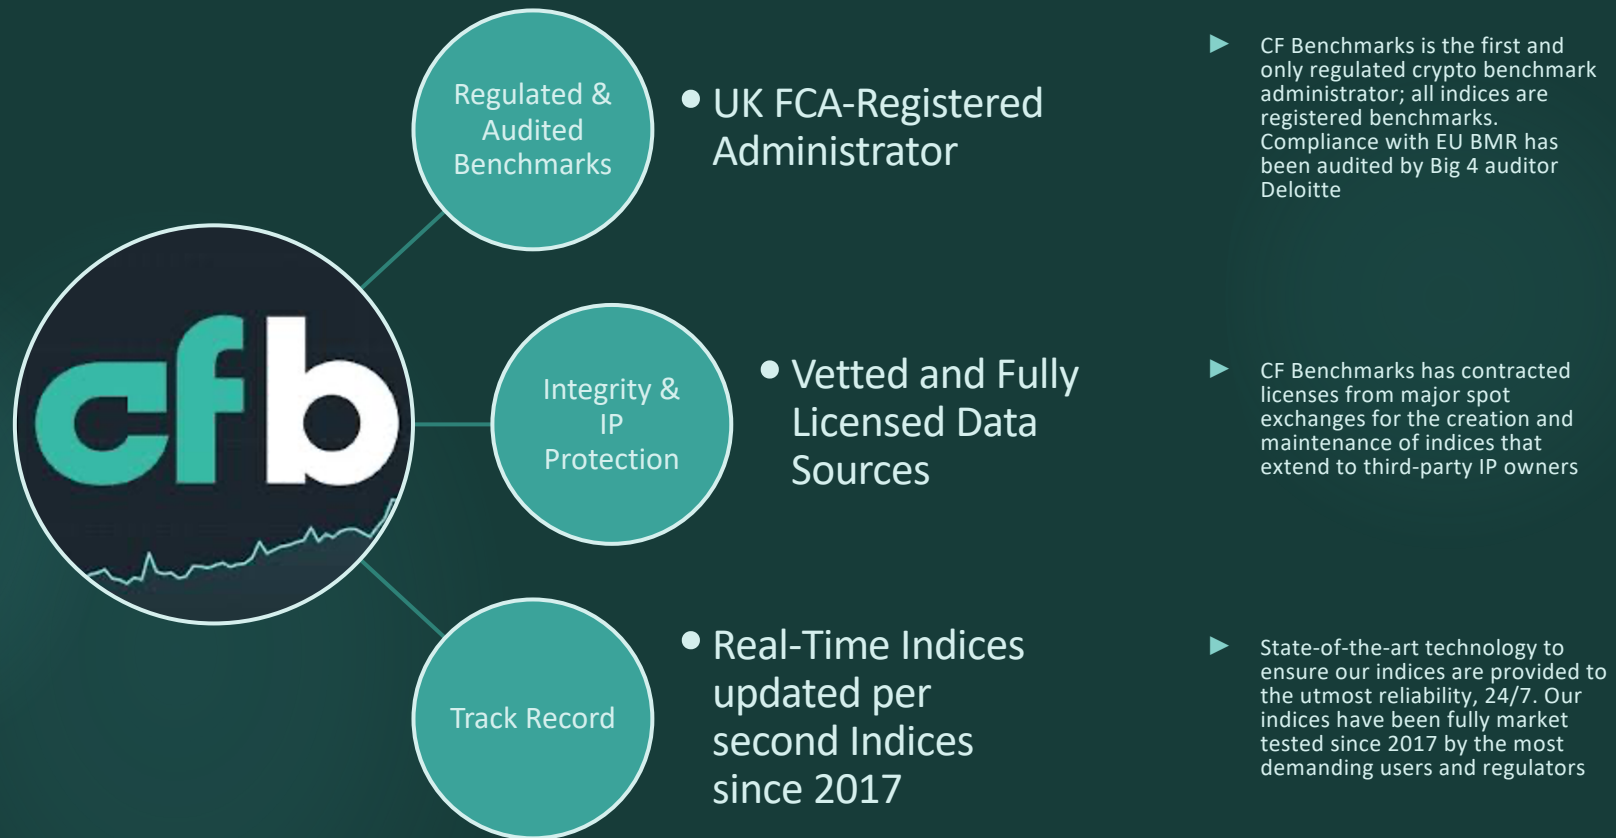 cfb
Regulated &
Audited
Benchmarks
• UK FCA-Registered
Administrator
► CF Benchmarks is the first and
only regulated crypto benchmark
administrator; all indices are
registered benchmarks.
Compliance with EU BMR has
been audited by Big 4 auditor
Deloitte
Integrity &
IP
Protection
• Vetted and Fully
Licensed Data
Sources
► CF Benchmarks has contracted
licenses from major spot
exchanges for the creation and
maintenance of indices that
extend to third-party IP owners
Track Record
• Real-Time Indices
updated per
second Indices
since 2017
► State-of-the-art technology to
ensure our indices are provided to
the utmost reliability, 24/7. Our
indices have been fully market
tested since 2017 by the most
demanding users and regulators